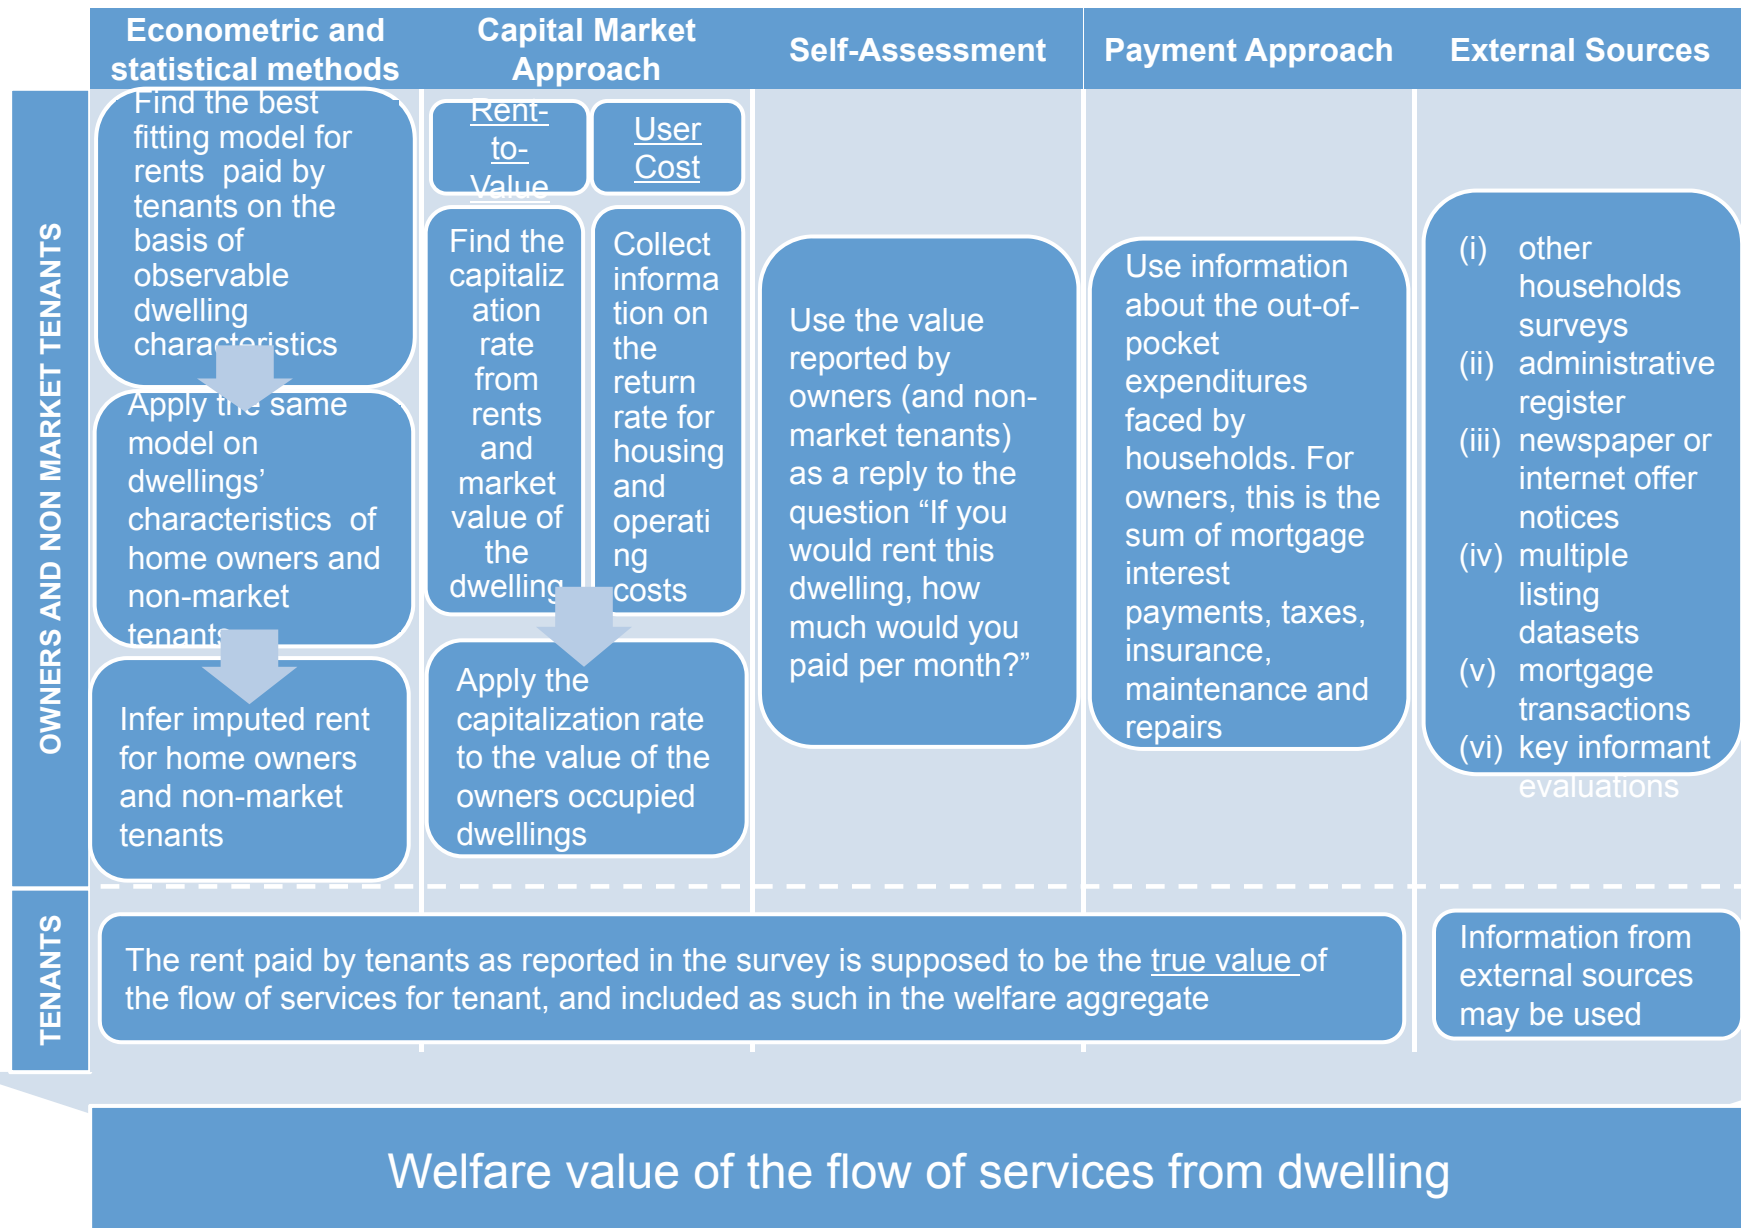 Econometric and
statistical methods
Capital Market
Approach
Self-Assessment
Payment Approach
External Sources
OWNERS AND NON MARKET TENANTS
Find the best
fitting model for
rents paid by
tenants on the
basis of
observable
dwelling
characteristics
Apply the same
model on
dwellings’
characteristics of
home owners and
non-market
tenants
Infer imputed rent
for home owners
and non-market
tenants
Rent-
to-
Value
User
Cost
Find the
capitaliz
ation
rate
from
rents
and
market
value of
the
dwelling
Collect
informa
tion on
the
return
rate for
housing
and
operati
ng
costs
Apply the
capitalization rate
to the value of the
owners occupied
dwellings
Use the value
reported by
owners (and non-
market tenants)
as a reply to the
question “If you
would rent this
dwelling, how
much would you
paid per month?”
Use information
about the out-of-
pocket
expenditures
faced by
households. For
owners, this is the
sum of mortgage
interest
payments, taxes,
insurance,
maintenance and
repairs
(i) other
households
surveys
(ii) administrative
register
(iii) newspaper or
internet offer
notices
(iv) multiple
listing
datasets
(v) mortgage
transactions
(vi) key informant
evaluations
TENANTS
The rent paid by tenants as reported in the survey is supposed to be the true value of
the flow of services for tenant, and included as such in the welfare aggregate
Information from
external sources
may be used
Welfare value of the flow of services from dwelling